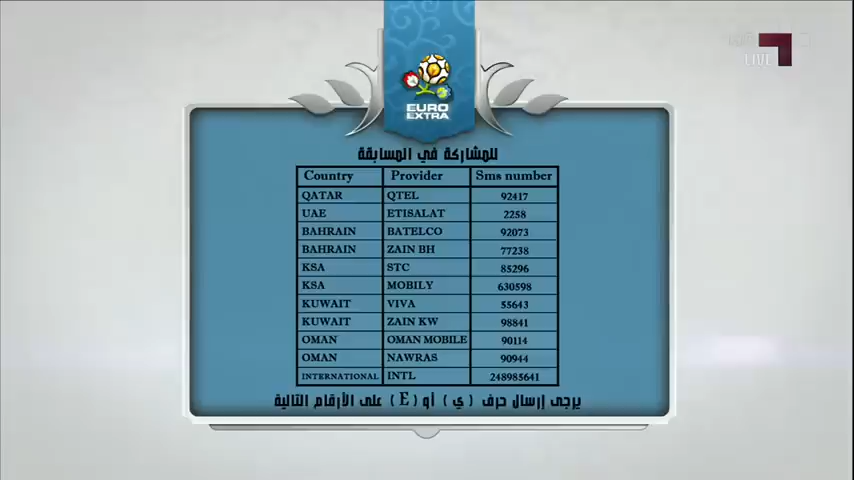 LIVE
EURO
EXTRA
للمشاركة في المسابقة
Country Provider Sms number
QATAR QTEL 92417
UAE ETISALAT 2258
BAHRAIN BATELCO 92073
BAHRAIN ZAIN BH 77238
KSA STC 85296
KSA MOBILY 630598
KUWAIT VIVA 55643
KUWAIT ZAIN KW 98841
OMAN OMAN MOBILE 90114
OMAN NAWRAS 90944
INTERNATIONAL INTL 248985641
يرجى إرسال حرف (ي) أو (E) على الأرقام التالية